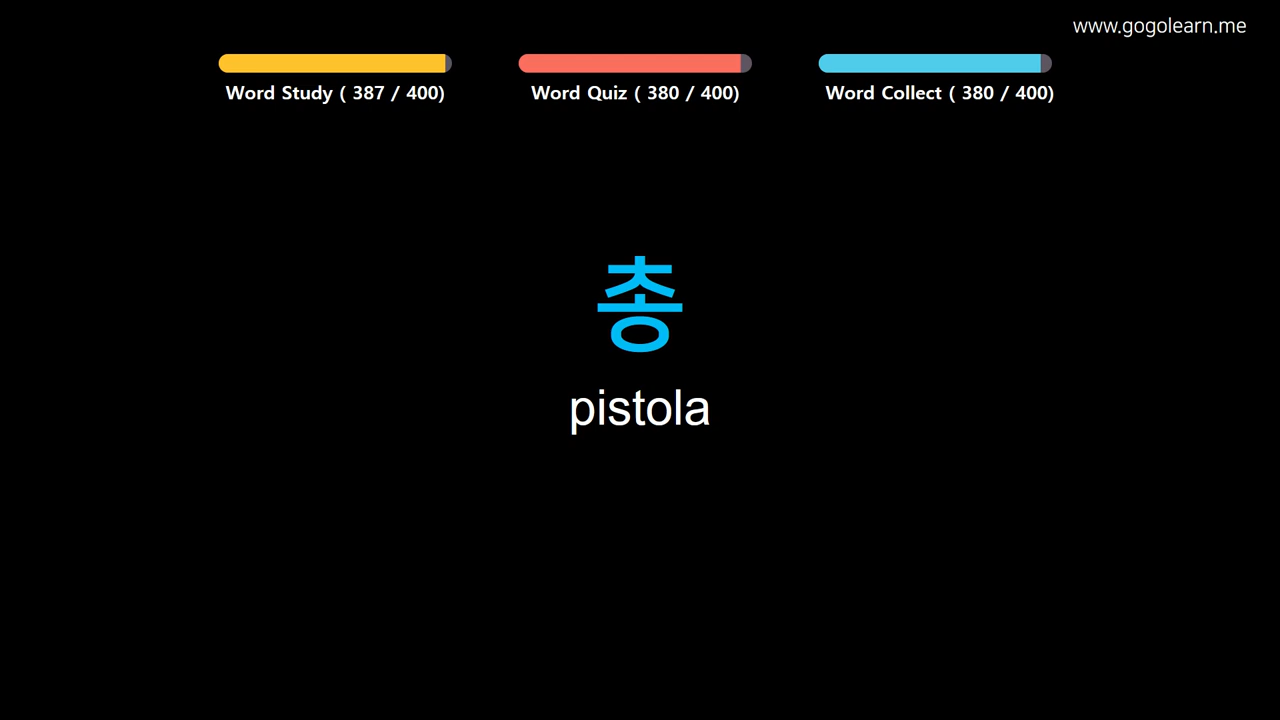 www.gogolearn.me
Word Study ( 387 / 400)
Word Quiz ( 380 / 400)
Word Collect ( 380 / 400)
총
pistola